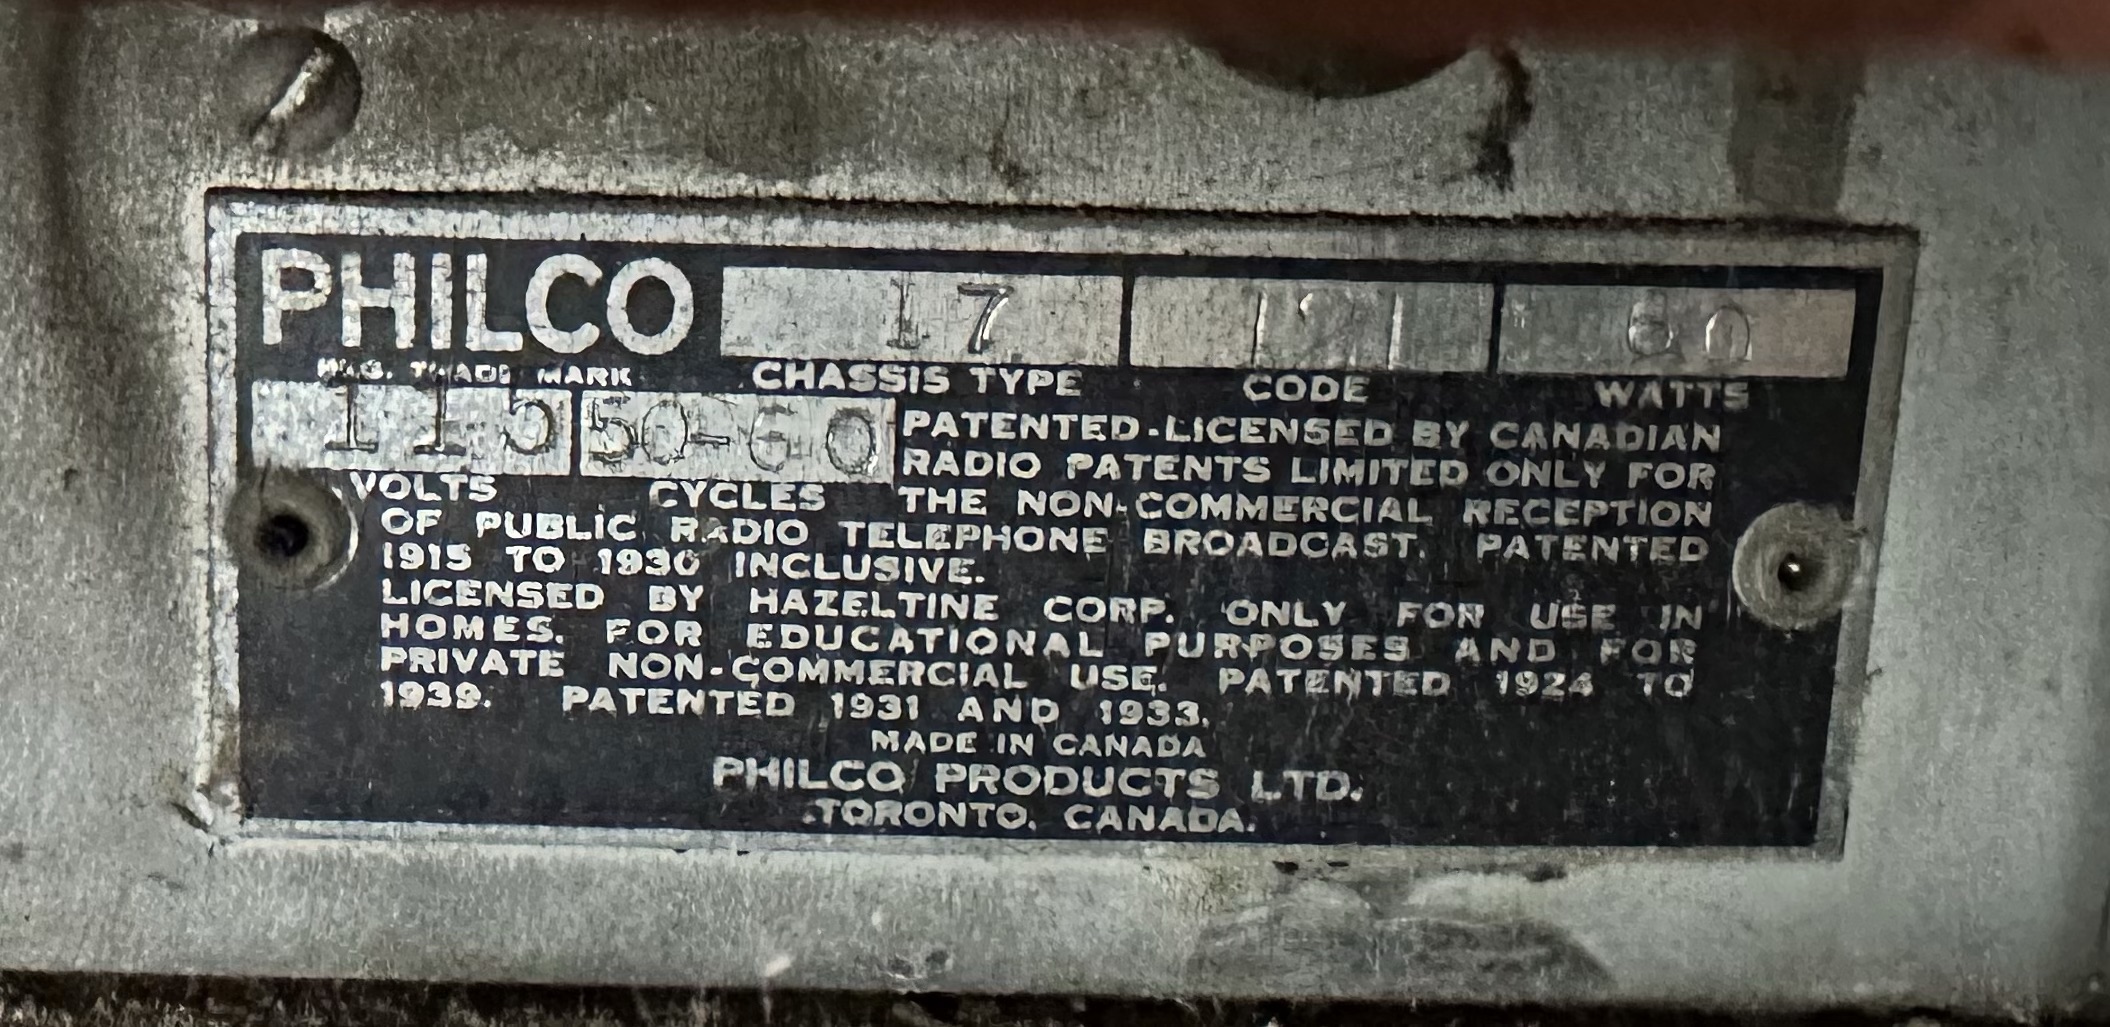 PHILCO 17 121 60
REG. TRADE MARK CHASSIS TYPE CODE WATTS
115 50-60 PATENTED-LICENSED BY CANADIAN
RADIO PATENTS LIMITED ONLY FOR
VOLTS CYCLES THE NON-COMMERCIAL RECEPTION
OF PUBLIC RADIO TELEPHONE BROADCAST. PATENTED
1915 TO 1930 INCLUSIVE.
LICENSED BY HAZELTINE CORP. ONLY FOR USE IN
HOMES. FOR EDUCATIONAL PURPOSES AND FOR
PRIVATE NON-COMMERCIAL USE. PATENTED 1924 TO
1939. PATENTED 1931 AND 1933.
MADE IN CANADA
PHILCO PRODUCTS LTD.
TORONTO, CANADA.